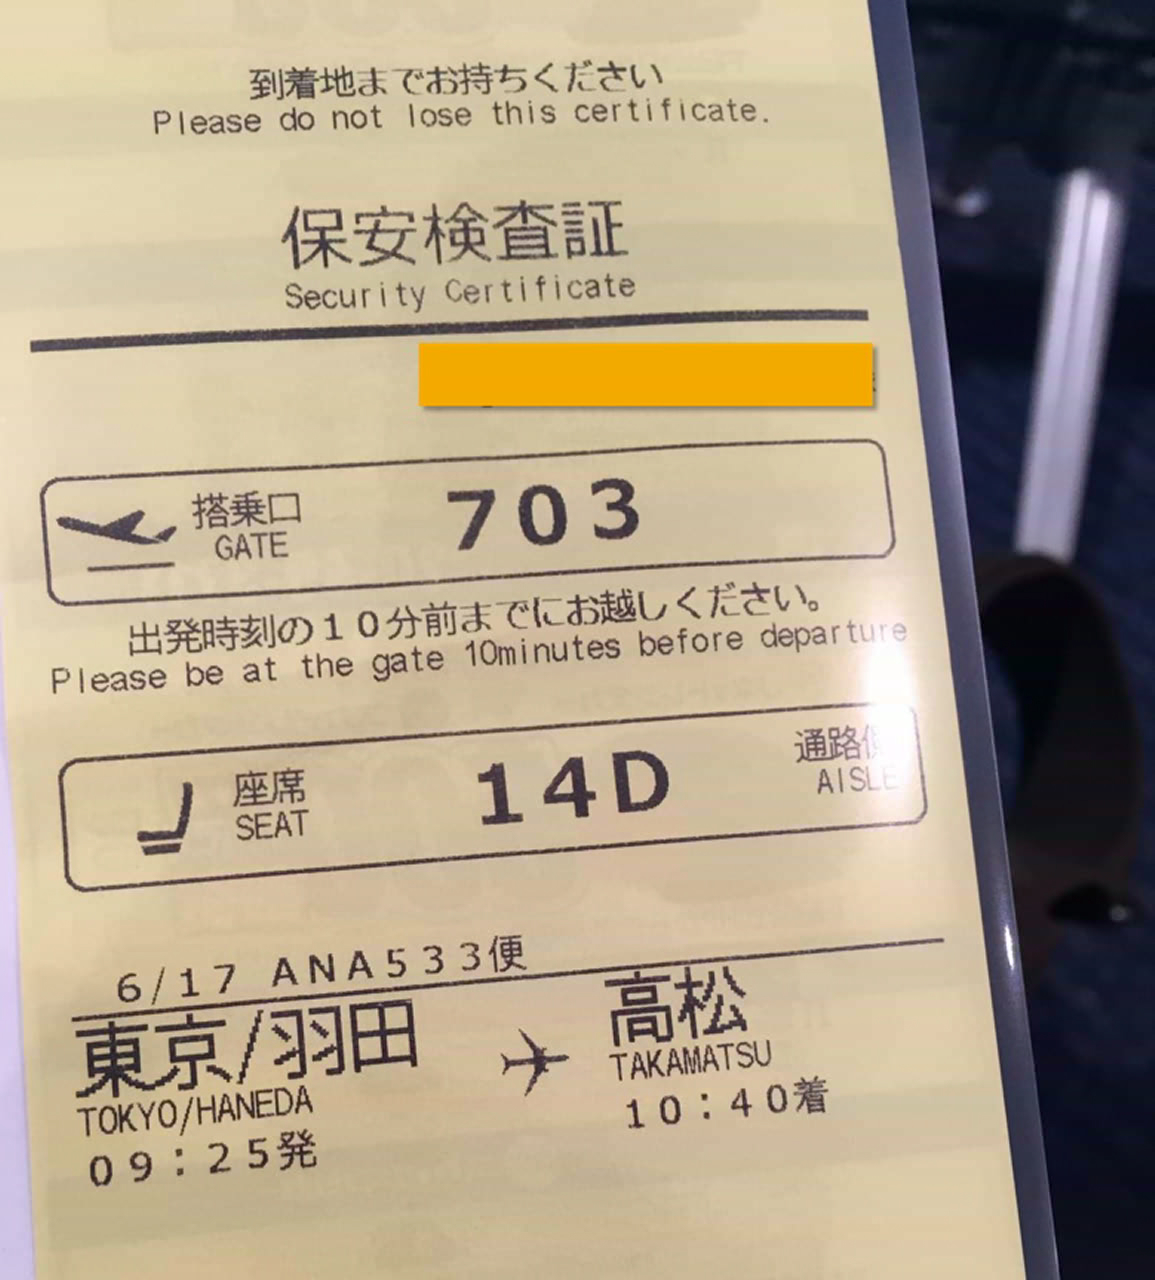 到着地までお持ちください
Please do not lose this certificate.
保安検査証
Security Certificate
搭乗口
GATE
703
出発時刻の10分前までにお越しください。
Please be at the gate 10minutes before departure
座席
SEAT
14D
通路側
AISLE
6/17 ANA533便
東京/羽田
TOKYO/HANEDA
09:25発
高松
TAKAMATSU
10:40着